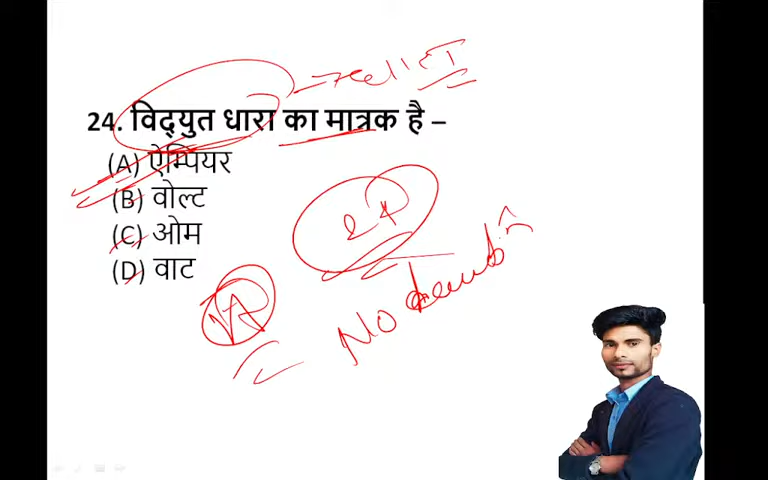 24. विद्युत धारा का मात्रक है –
(A) ऐम्पियर
(B) वोल्ट
(C) ओम
(D) वाट
No doubt